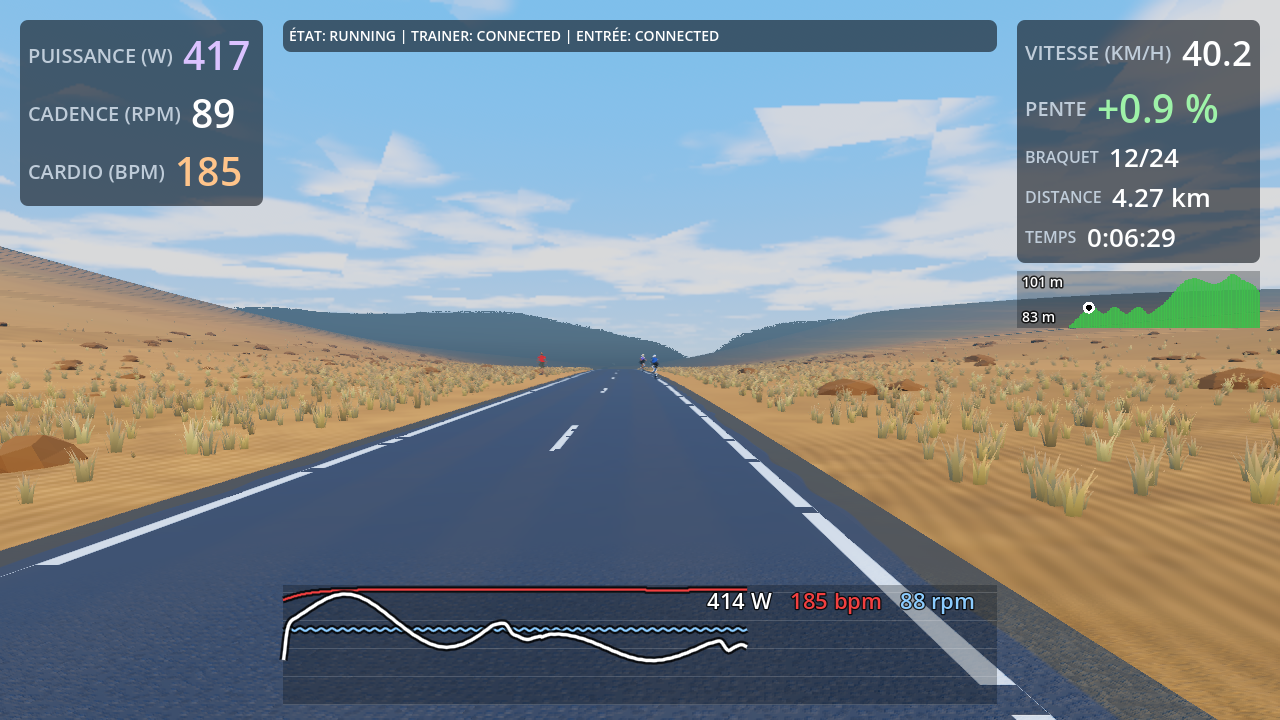 PUISSANCE (W) 417
CADENCE (RPM) 89
CARDIO (BPM) 185
ÉTAT: RUNNING | TRAINER: CONNECTED | ENTRÉE: CONNECTED
VITESSE (KM/H) 40.2
PENTE +0.9 %
BRAQUET 12/24
DISTANCE 4.27 km
TEMPS 0:06:29
101 m
83 m
414 W 185 bpm 88 rpm